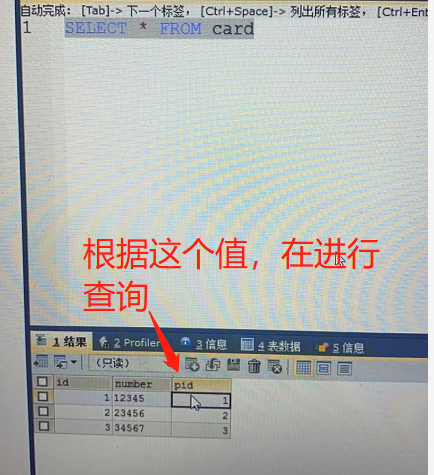 自动完成: [Tab]-> 下一个标签, [Ctrl+Space]-> 列出所有标签, [Ctrl+Ent
1 SELECT * FROM card
根据这个值，在进行
查询
1 结果 2 Profiler 3 信息 4 表数据 5 信息
(只读)
id number pid
1 12345 1
2 23456 2
3 34567 3